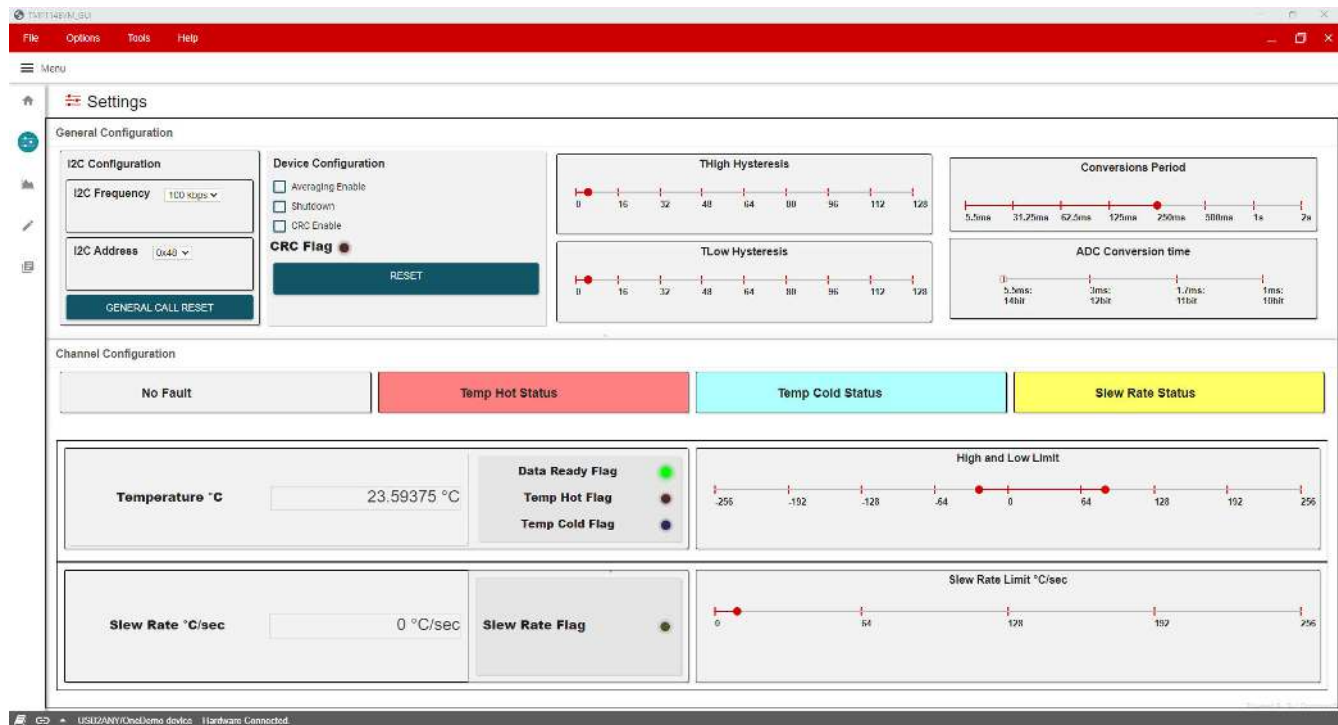 TMP114EVM_GUI
File Options Tools Help
Menu
Settings
General Configuration
I2C Configuration
I2C Frequency 100 kbps
I2C Address 0x48
GENERAL CALL RESET
Device Configuration
Averaging Enable
Shutdown
CRC Enable
CRC Flag
RESET
THigh Hysteresis
0 16 32 48 64 80 96 112 128
TLow Hysteresis
0 16 32 48 64 80 96 112 128
Conversions Period
5.5ms 31.25ms 62.5ms 125ms 250ms 500ms 1s 2s
ADC Conversion time
5.5ms: 3ms: 1.7ms: 1ms:
14bit 12bit 11bit 10bit
Channel Configuration
No Fault Temp Hot Status Temp Cold Status Slew Rate Status
Temperature °C 23.59375 °C
Data Ready Flag
Temp Hot Flag
Temp Cold Flag
High and Low Limit
-256 -192 -128 -64 0 64 128 192 256
Slew Rate °C/sec 0 °C/sec
Slew Rate Flag
Slew Rate Limit °C/sec
0 64 128 192 256
USB2ANY/OneDemo device Hardware Connected.